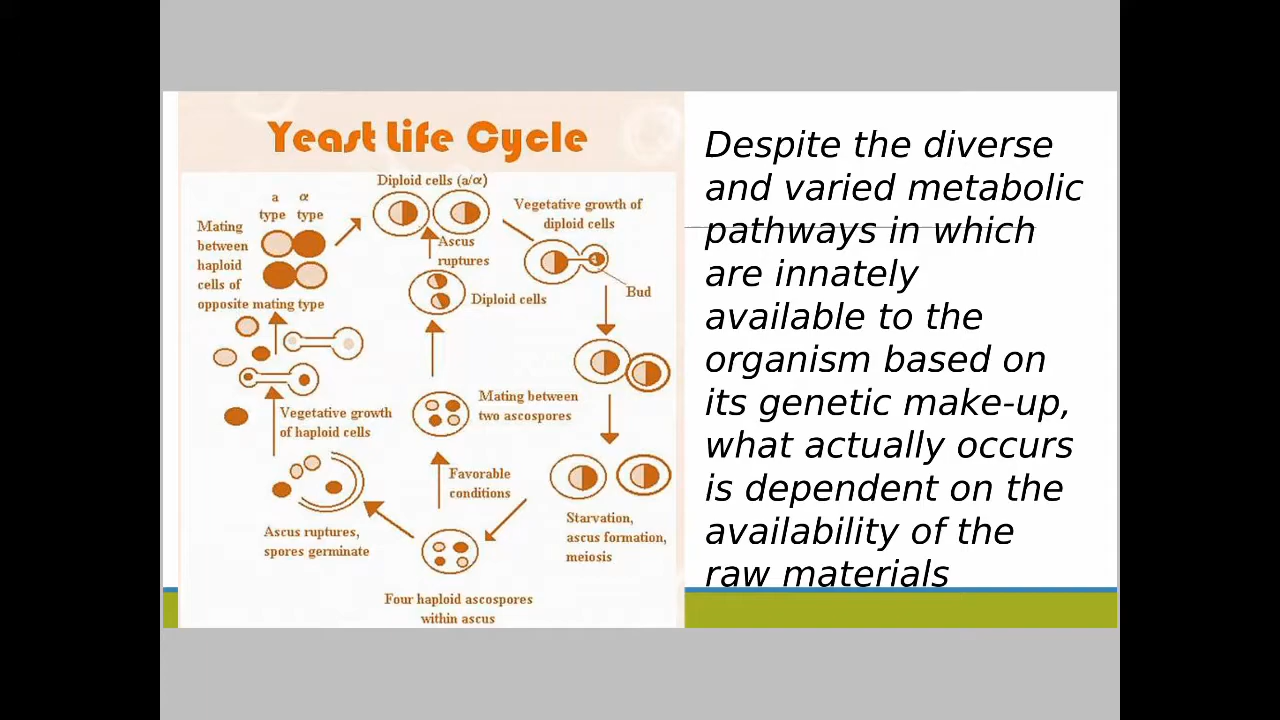 Yeast Life Cycle
Diploid cells (a/α)
a α
type type
Mating
between
haploid
cells of
opposite mating type
Vegetative growth of
diploid cells
Ascus
ruptures
Bud
Diploid cells
Mating between
two ascospores
Vegetative growth
of haploid cells
Favorable
conditions
Ascus ruptures,
spores germinate
Starvation,
ascus formation,
meiosis
Four haploid ascospores
within ascus
Despite the diverse
and varied metabolic
pathways in which
are innately
available to the
organism based on
its genetic make-up,
what actually occurs
is dependent on the
availability of the
raw materials